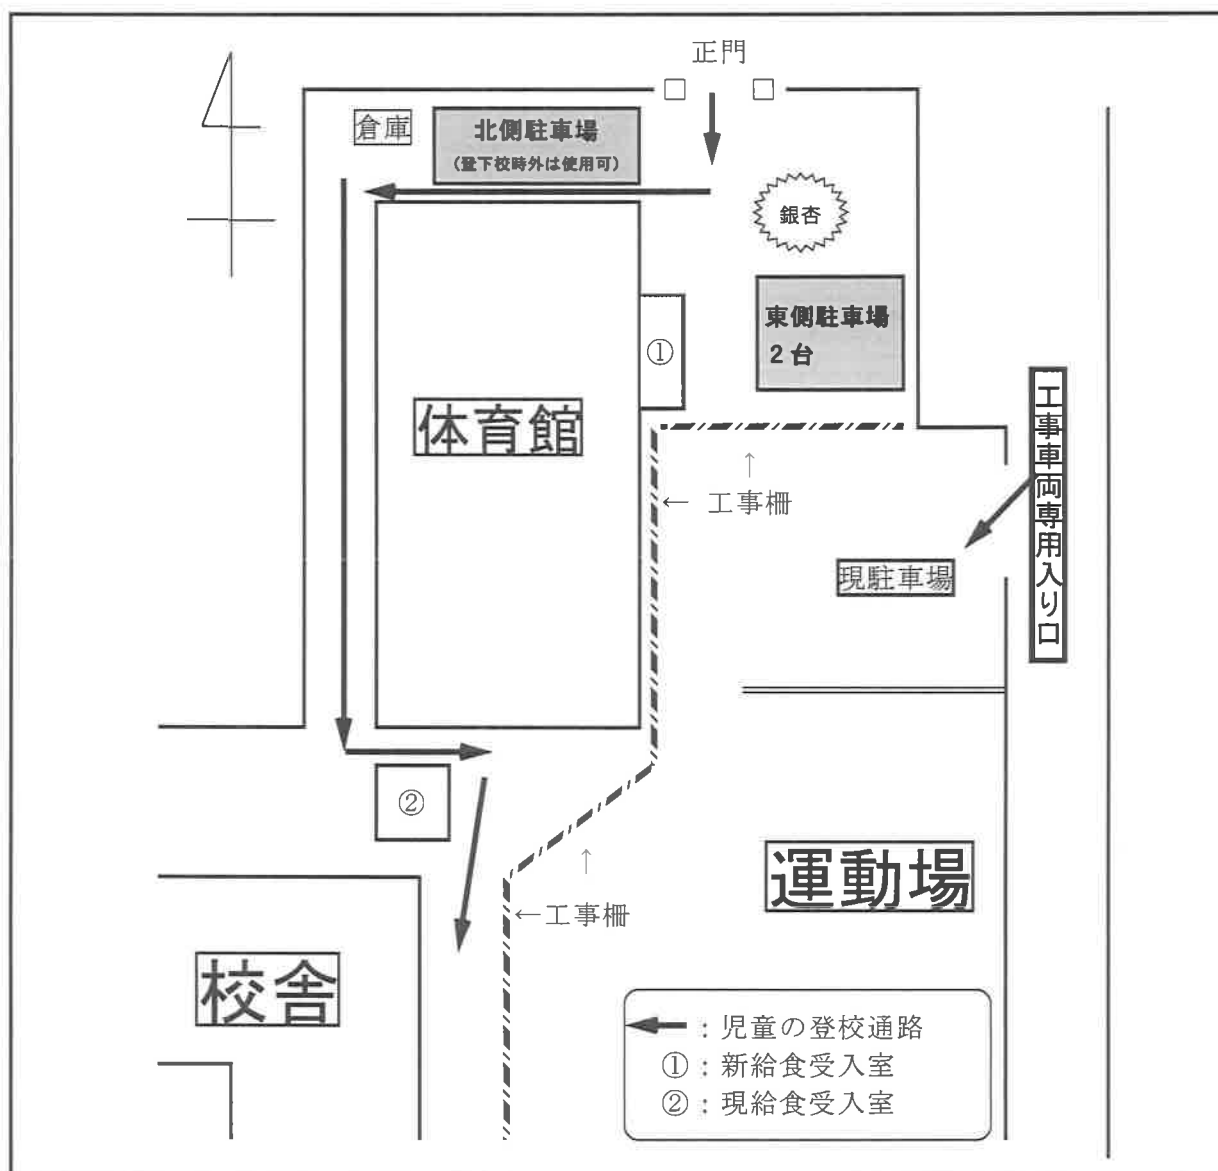 正門
倉庫
北側駐車場
(登下校時外は使用可)
銀杏
東側駐車場
2台
①
体育館
工事車両専用入り口
↑
← 工事柵
現駐車場
②
運動場
↑
←工事柵
校舎
：児童の登校通路
①：新給食受入室
②：現給食受入室